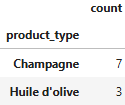 count
product_type
Champagne 7
Huile d'olive 3